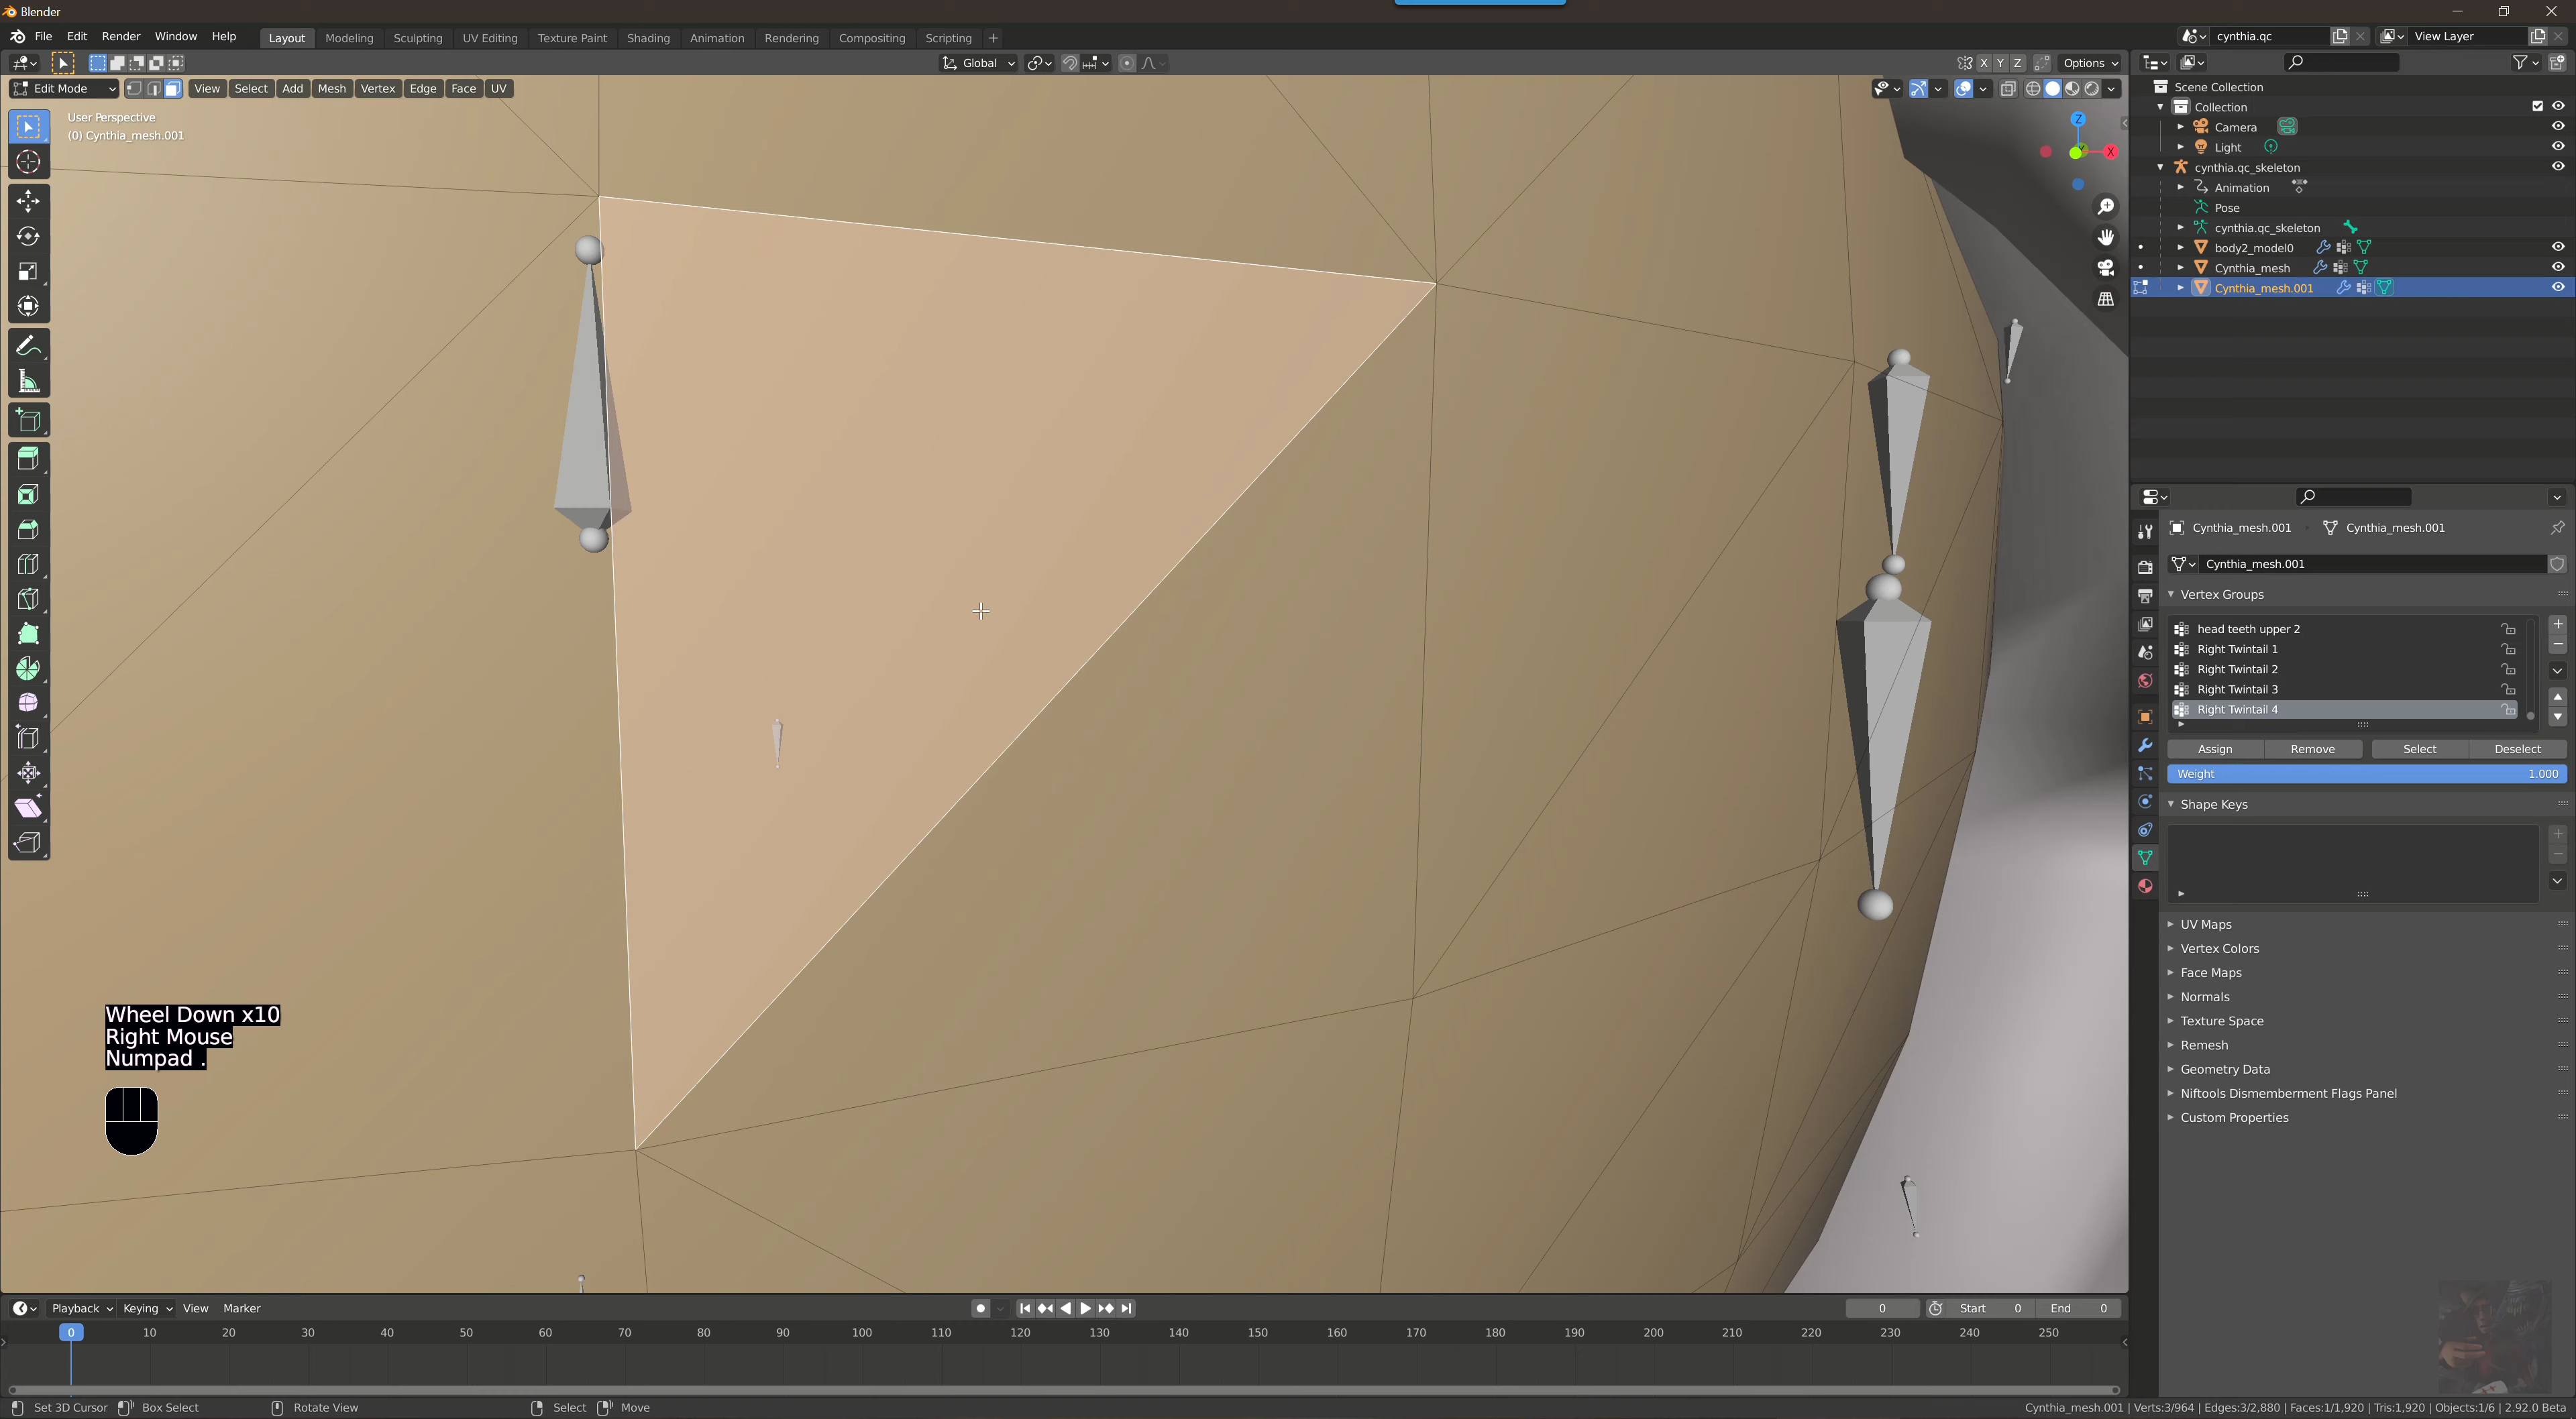 Blender
File Edit Render Window Help Layout Modeling Sculpting UV Editing Texture Paint Shading Animation Rendering Compositing Scripting + cynthia.qc View Layer
Global X Y Z Options
Edit Mode View Select Add Mesh Vertex Edge Face UV
User Perspective
(0) Cynthia_mesh.001
Z
X
Scene Collection
Collection
Camera
Light
cynthia.qc_skeleton
Animation
Pose
cynthia.qc_skeleton
body2_model0
Cynthia_mesh
Cynthia_mesh.001
Cynthia_mesh.001 Cynthia_mesh.001
Cynthia_mesh.001
Vertex Groups
head teeth upper 2
Right Twintail 1
Right Twintail 2
Right Twintail 3
Right Twintail 4
Assign Remove Select Deselect
Weight 1.000
Shape Keys
UV Maps
Vertex Colors
Face Maps
Normals
Texture Space
Remesh
Geometry Data
Niftools Dismemberment Flags Panel
Custom Properties
Wheel Down x10
Right Mouse
Numpad .
Playback Keying View Marker 0 Start 0 End 0
0 10 20 30 40 50 60 70 80 90 100 110 120 130 140 150 160 170 180 190 200 210 220 230 240 250
Set 3D Cursor Box Select Rotate View Select Move Cynthia_mesh.001 | Verts:3/964 | Edges:3/2,880 | Faces:1/1,920 | Tris:1,920 | Objects:1/6 | 2.92.0 Beta